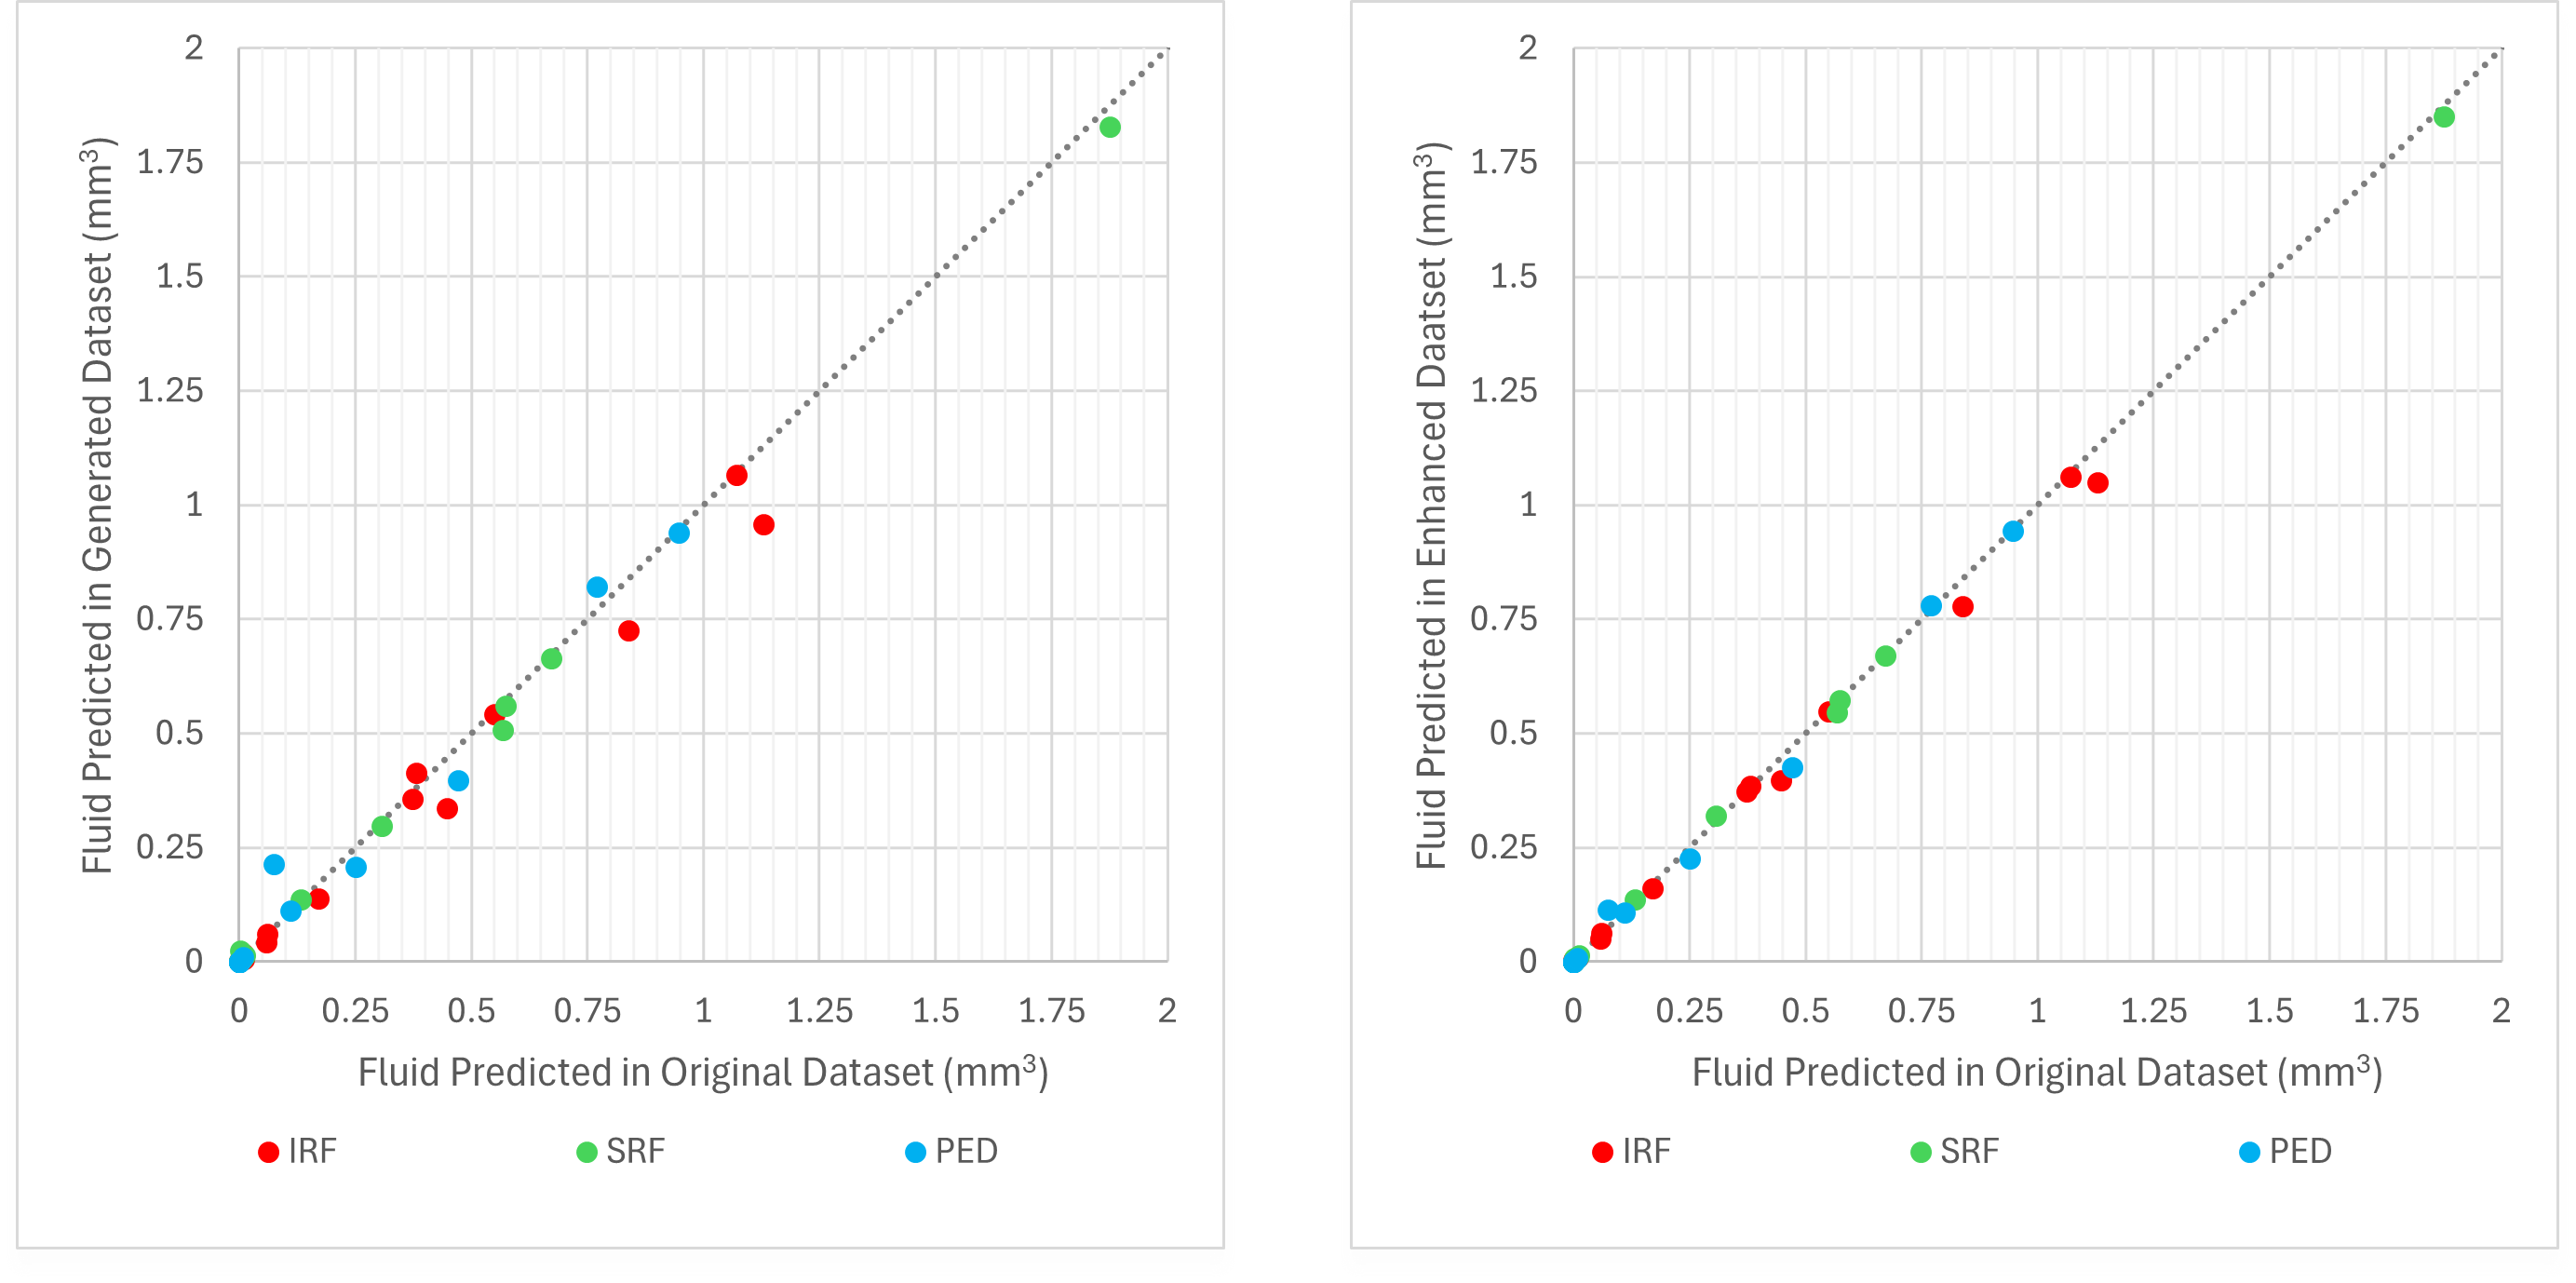 Fluid Predicted in Generated Dataset (mm³)
2
1.75
1.5
1.25
1
0.75
0.5
0.25
0
0 0.25 0.5 0.75 1 1.25 1.5 1.75 2
Fluid Predicted in Original Dataset (mm³)
IRF SRF PED
Fluid Predicted in Enhanced Daatset (mm³)
2
1.75
1.5
1.25
1
0.75
0.5
0.25
0
0 0.25 0.5 0.75 1 1.25 1.5 1.75 2
Fluid Predicted in Original Dataset (mm³)
IRF SRF PED